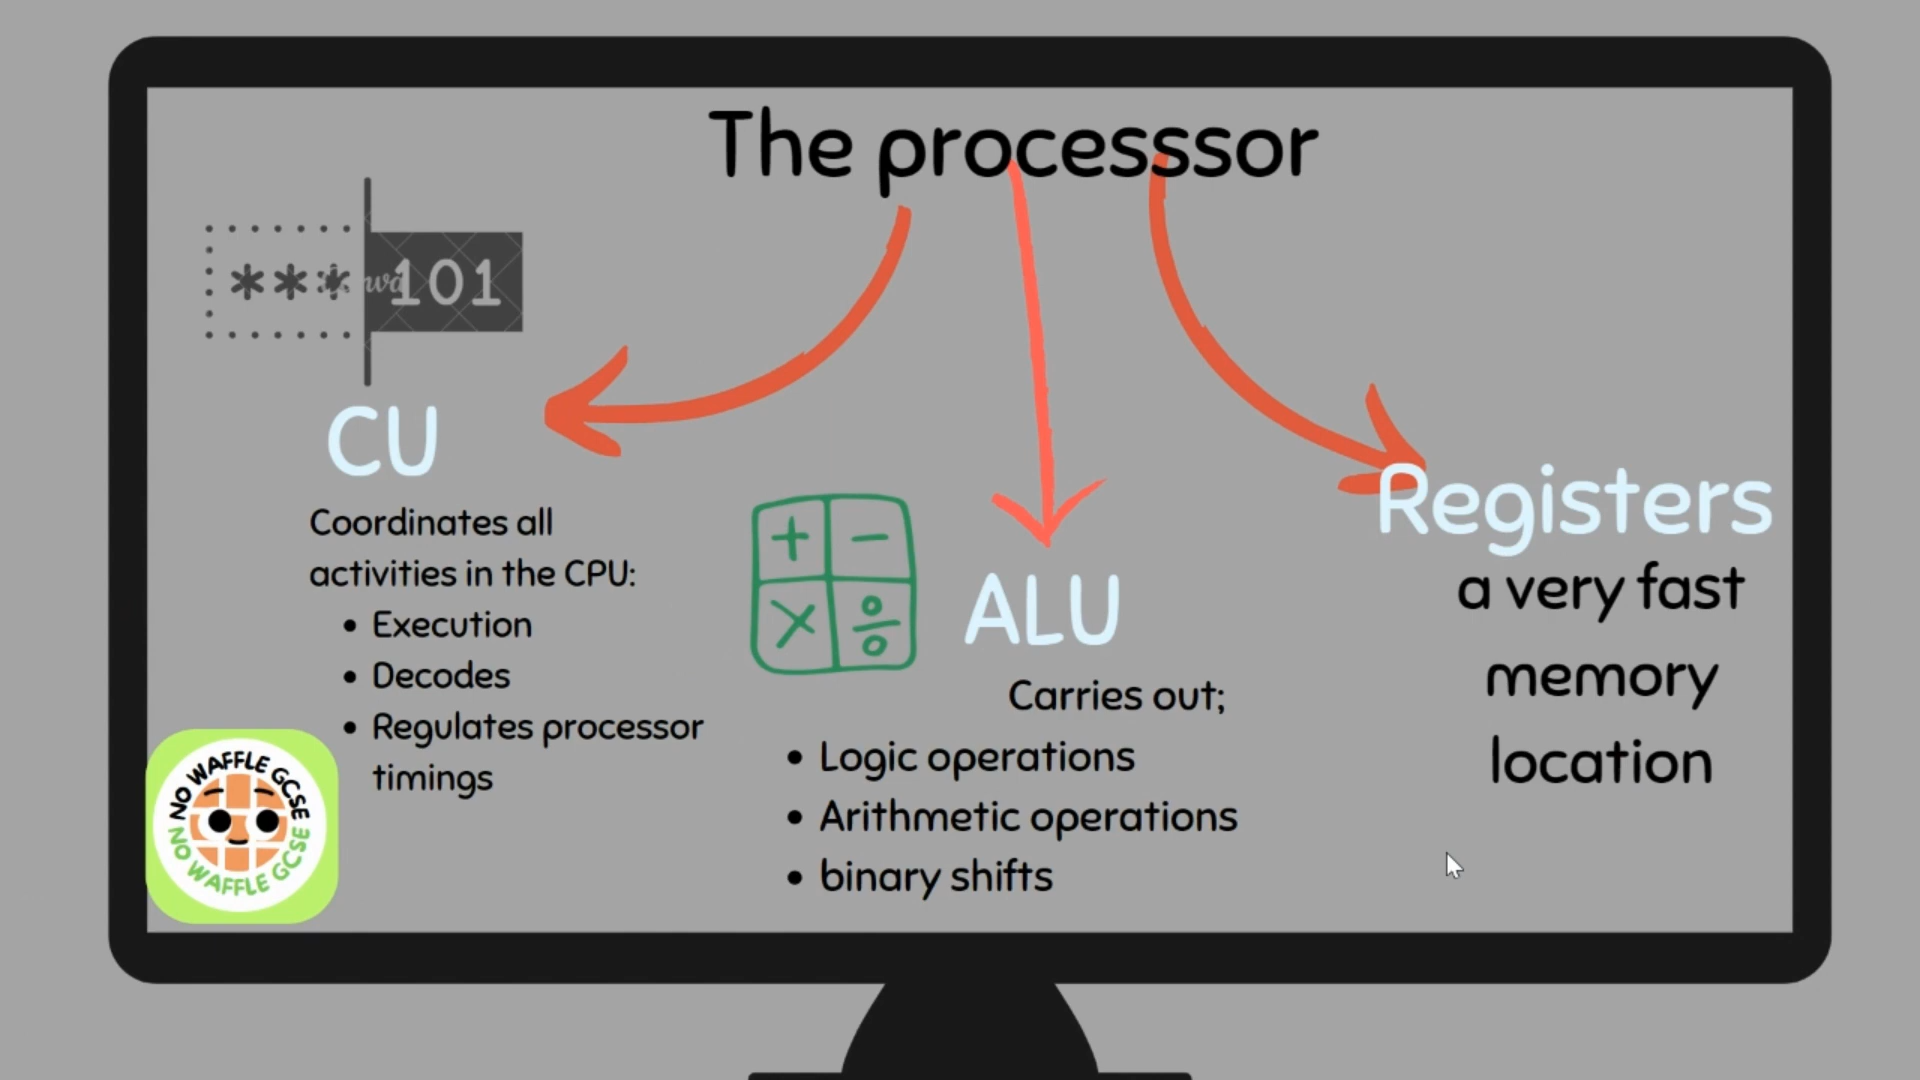 The processsor
***
101
CU
Coordinates all
activities in the CPU:
• Execution
• Decodes
• Regulates processor
timings
+ −
× ÷
ALU
Carries out;
• Logic operations
• Arithmetic operations
• binary shifts
Registers
a very fast
memory
location
NO WAFFLE GCSE
NO WAFFLE GCSE